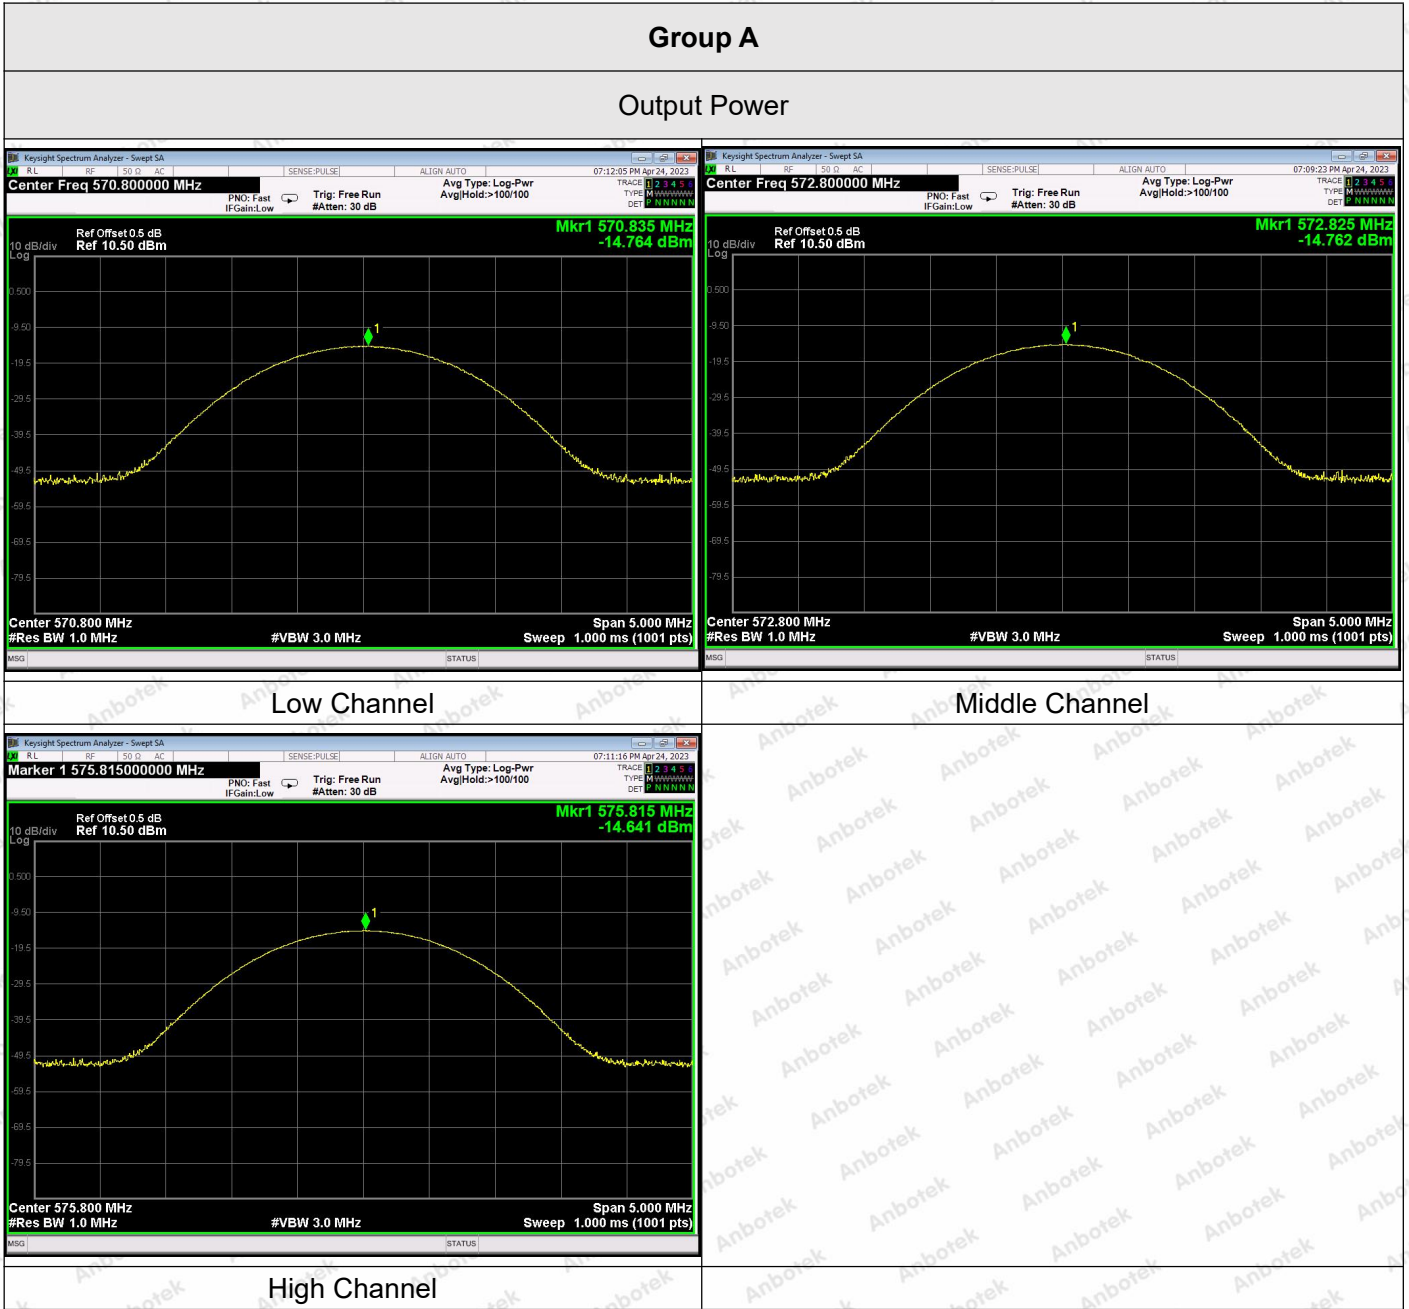 Group A
Output Power
Keysight Spectrum Analyzer - Swept SA
RL RF 50 Ω AC SENSE:PULSE ALIGN AUTO 07:12:05 PM Apr 24, 2023
Center Freq 570.800000 MHz
PNO: Fast
IFGain:Low
Trig: Free Run
#Atten: 30 dB
Avg Type: Log-Pwr
Avg|Hold:>100/100
TRACE 1 2 3 4 5 6
TYPE M WWWWW
DET P N N N N N
Mkr1 570.835 MHz
-14.764 dBm
Ref Offset 0.5 dB
10 dB/div Ref 10.50 dBm
Log
0.500
-9.50
1
-19.5
-29.5
-39.5
-49.5
-59.5
-69.5
-79.5
Center 570.800 MHz Span 5.000 MHz
#Res BW 1.0 MHz #VBW 3.0 MHz Sweep 1.000 ms (1001 pts)
MSG STATUS
Low Channel
Keysight Spectrum Analyzer - Swept SA
RL RF 50 Ω AC SENSE:PULSE ALIGN AUTO 07:09:23 PM Apr 24, 2023
Center Freq 572.800000 MHz
PNO: Fast
IFGain:Low
Trig: Free Run
#Atten: 30 dB
Avg Type: Log-Pwr
Avg|Hold:>100/100
TRACE 1 2 3 4 5 6
TYPE M WWWWW
DET P N N N N N
Mkr1 572.825 MHz
-14.762 dBm
Ref Offset 0.5 dB
10 dB/div Ref 10.50 dBm
Log
0.500
-9.50
1
-19.5
-29.5
-39.5
-49.5
-59.5
-69.5
-79.5
Center 572.800 MHz Span 5.000 MHz
#Res BW 1.0 MHz #VBW 3.0 MHz Sweep 1.000 ms (1001 pts)
MSG STATUS
Middle Channel
Keysight Spectrum Analyzer - Swept SA
RL RF 50 Ω AC SENSE:PULSE ALIGN AUTO 07:11:16 PM Apr 24, 2023
Marker 1 575.815000000 MHz
PNO: Fast
IFGain:Low
Trig: Free Run
#Atten: 30 dB
Avg Type: Log-Pwr
Avg|Hold:>100/100
TRACE 1 2 3 4 5 6
TYPE M WWWWW
DET P N N N N N
Mkr1 575.815 MHz
-14.641 dBm
Ref Offset 0.5 dB
10 dB/div Ref 10.50 dBm
Log
0.500
-9.50
1
-19.5
-29.5
-39.5
-49.5
-59.5
-69.5
-79.5
Center 575.800 MHz Span 5.000 MHz
#Res BW 1.0 MHz #VBW 3.0 MHz Sweep 1.000 ms (1001 pts)
MSG STATUS
High Channel
Anbotek